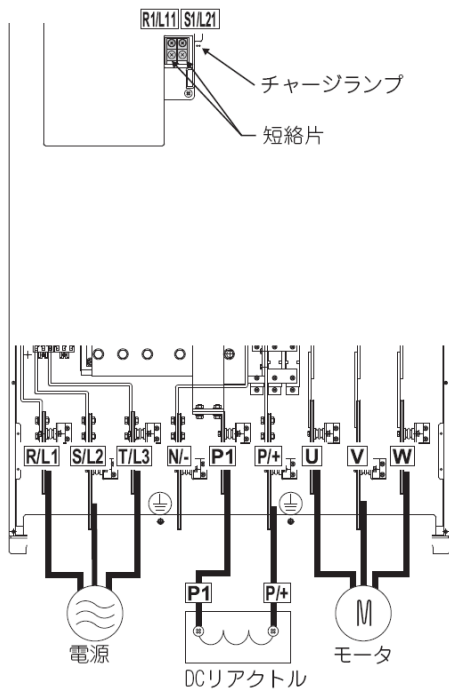 R1/L11 S1/L21
チャージランプ
短絡片
R/L1 S/L2 T/L3 N/- P1 P/+ U V W
P1 P/+
M
電源
DCリアクトル
モータ